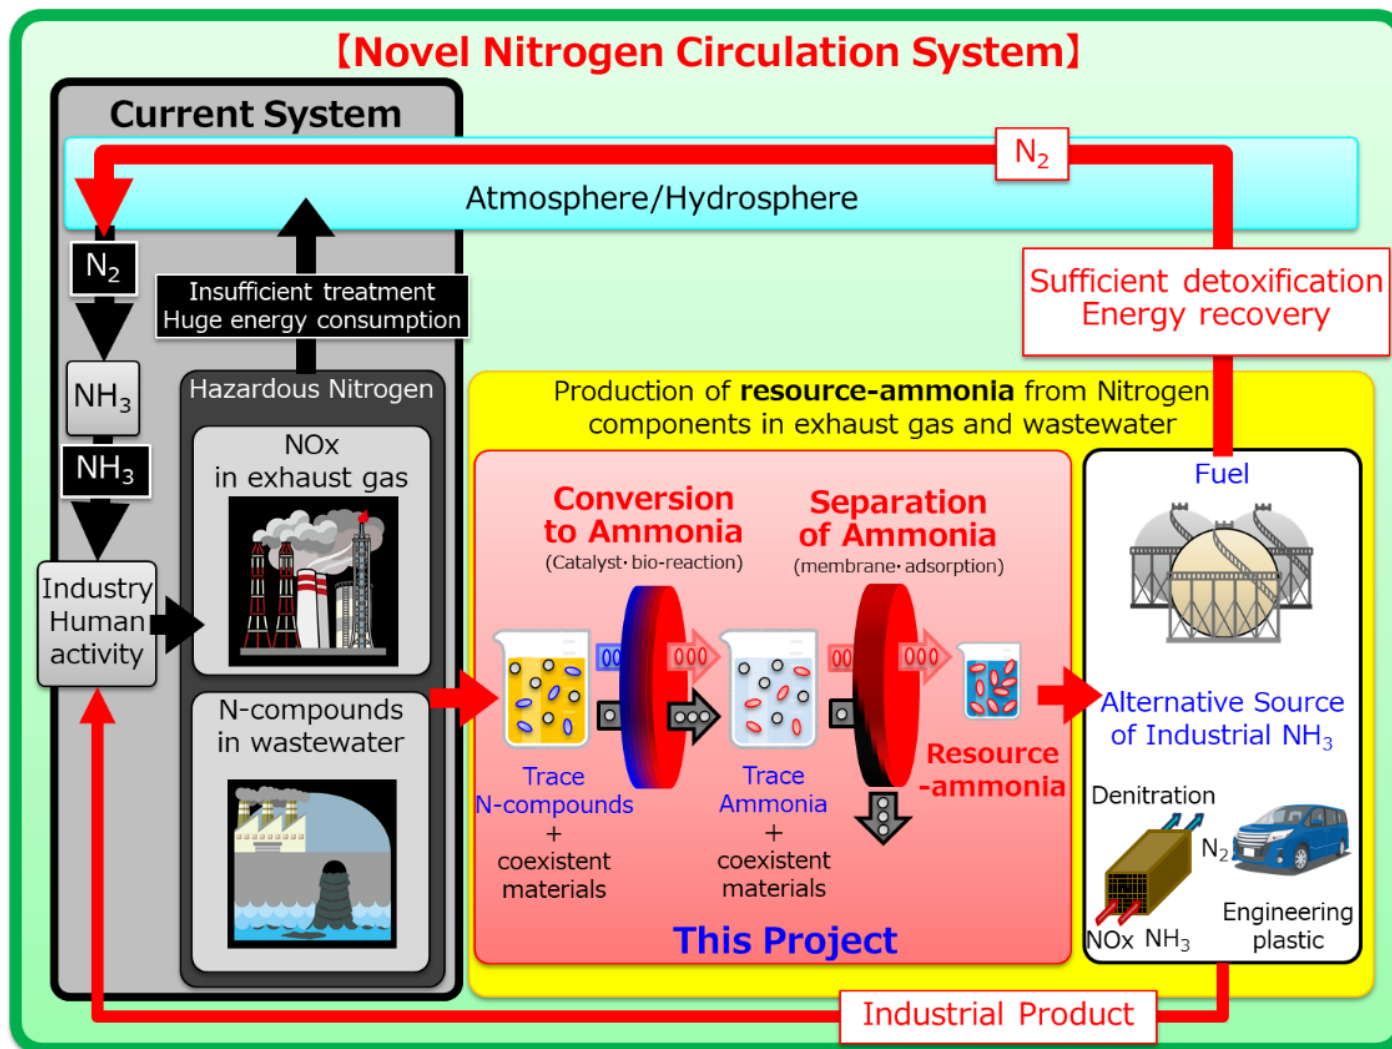 【Novel Nitrogen Circulation System】
Current System
N₂
Atmosphere/Hydrosphere
N₂
Insufficient treatment
Huge energy consumption
Sufficient detoxification
Energy recovery
NH₃
NH₃
Industry
Human
activity
Hazardous Nitrogen
NOx
in exhaust gas
N-compounds
in wastewater
Production of resource-ammonia from Nitrogen
components in exhaust gas and wastewater
Conversion
to Ammonia
(Catalyst･bio-reaction)
Separation
of Ammonia
(membrane･adsorption)
Trace
N-compounds
+
coexistent
materials
Trace
Ammonia
+
coexistent
materials
Resource
-ammonia
This Project
Fuel
Alternative Source
of Industrial NH₃
Denitration
N₂
NOx NH₃
Engineering
plastic
Industrial Product